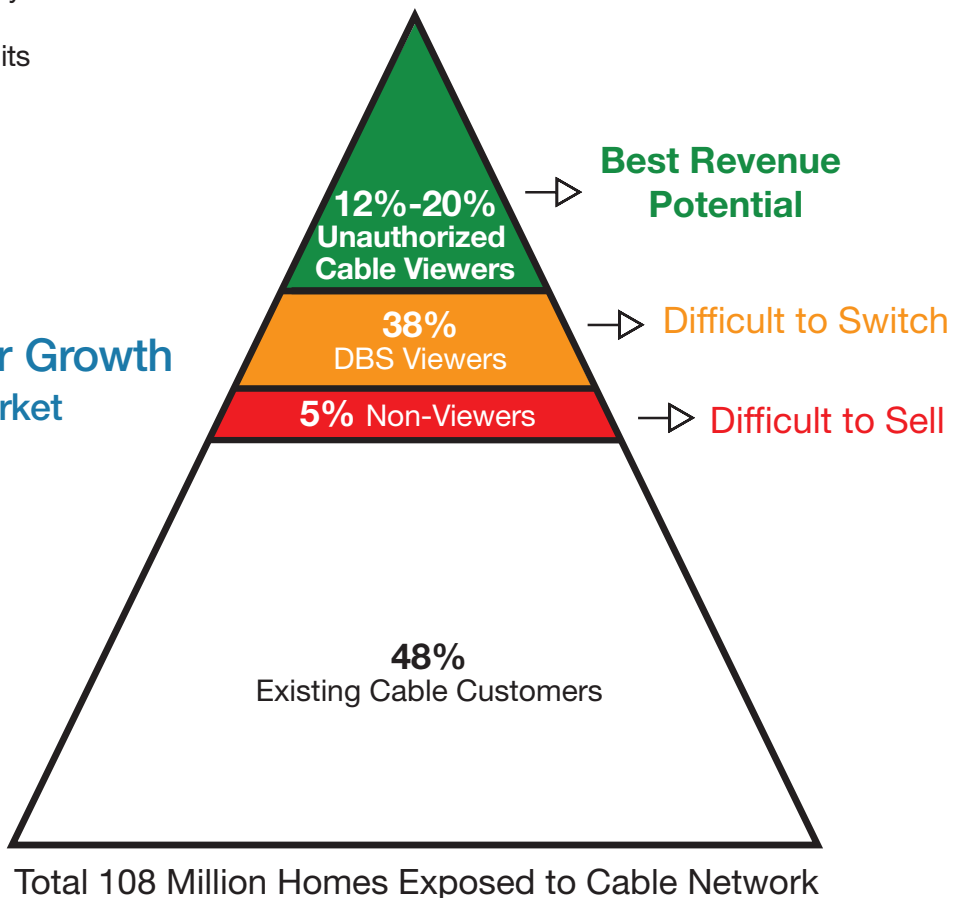 its
12%-20%
Unauthorized
Cable Viewers
Best Revenue
Potential
38%
DBS Viewers
Difficult to Switch
r Growth
rket
5% Non-Viewers
Difficult to Sell
48%
Existing Cable Customers
Total 108 Million Homes Exposed to Cable Network